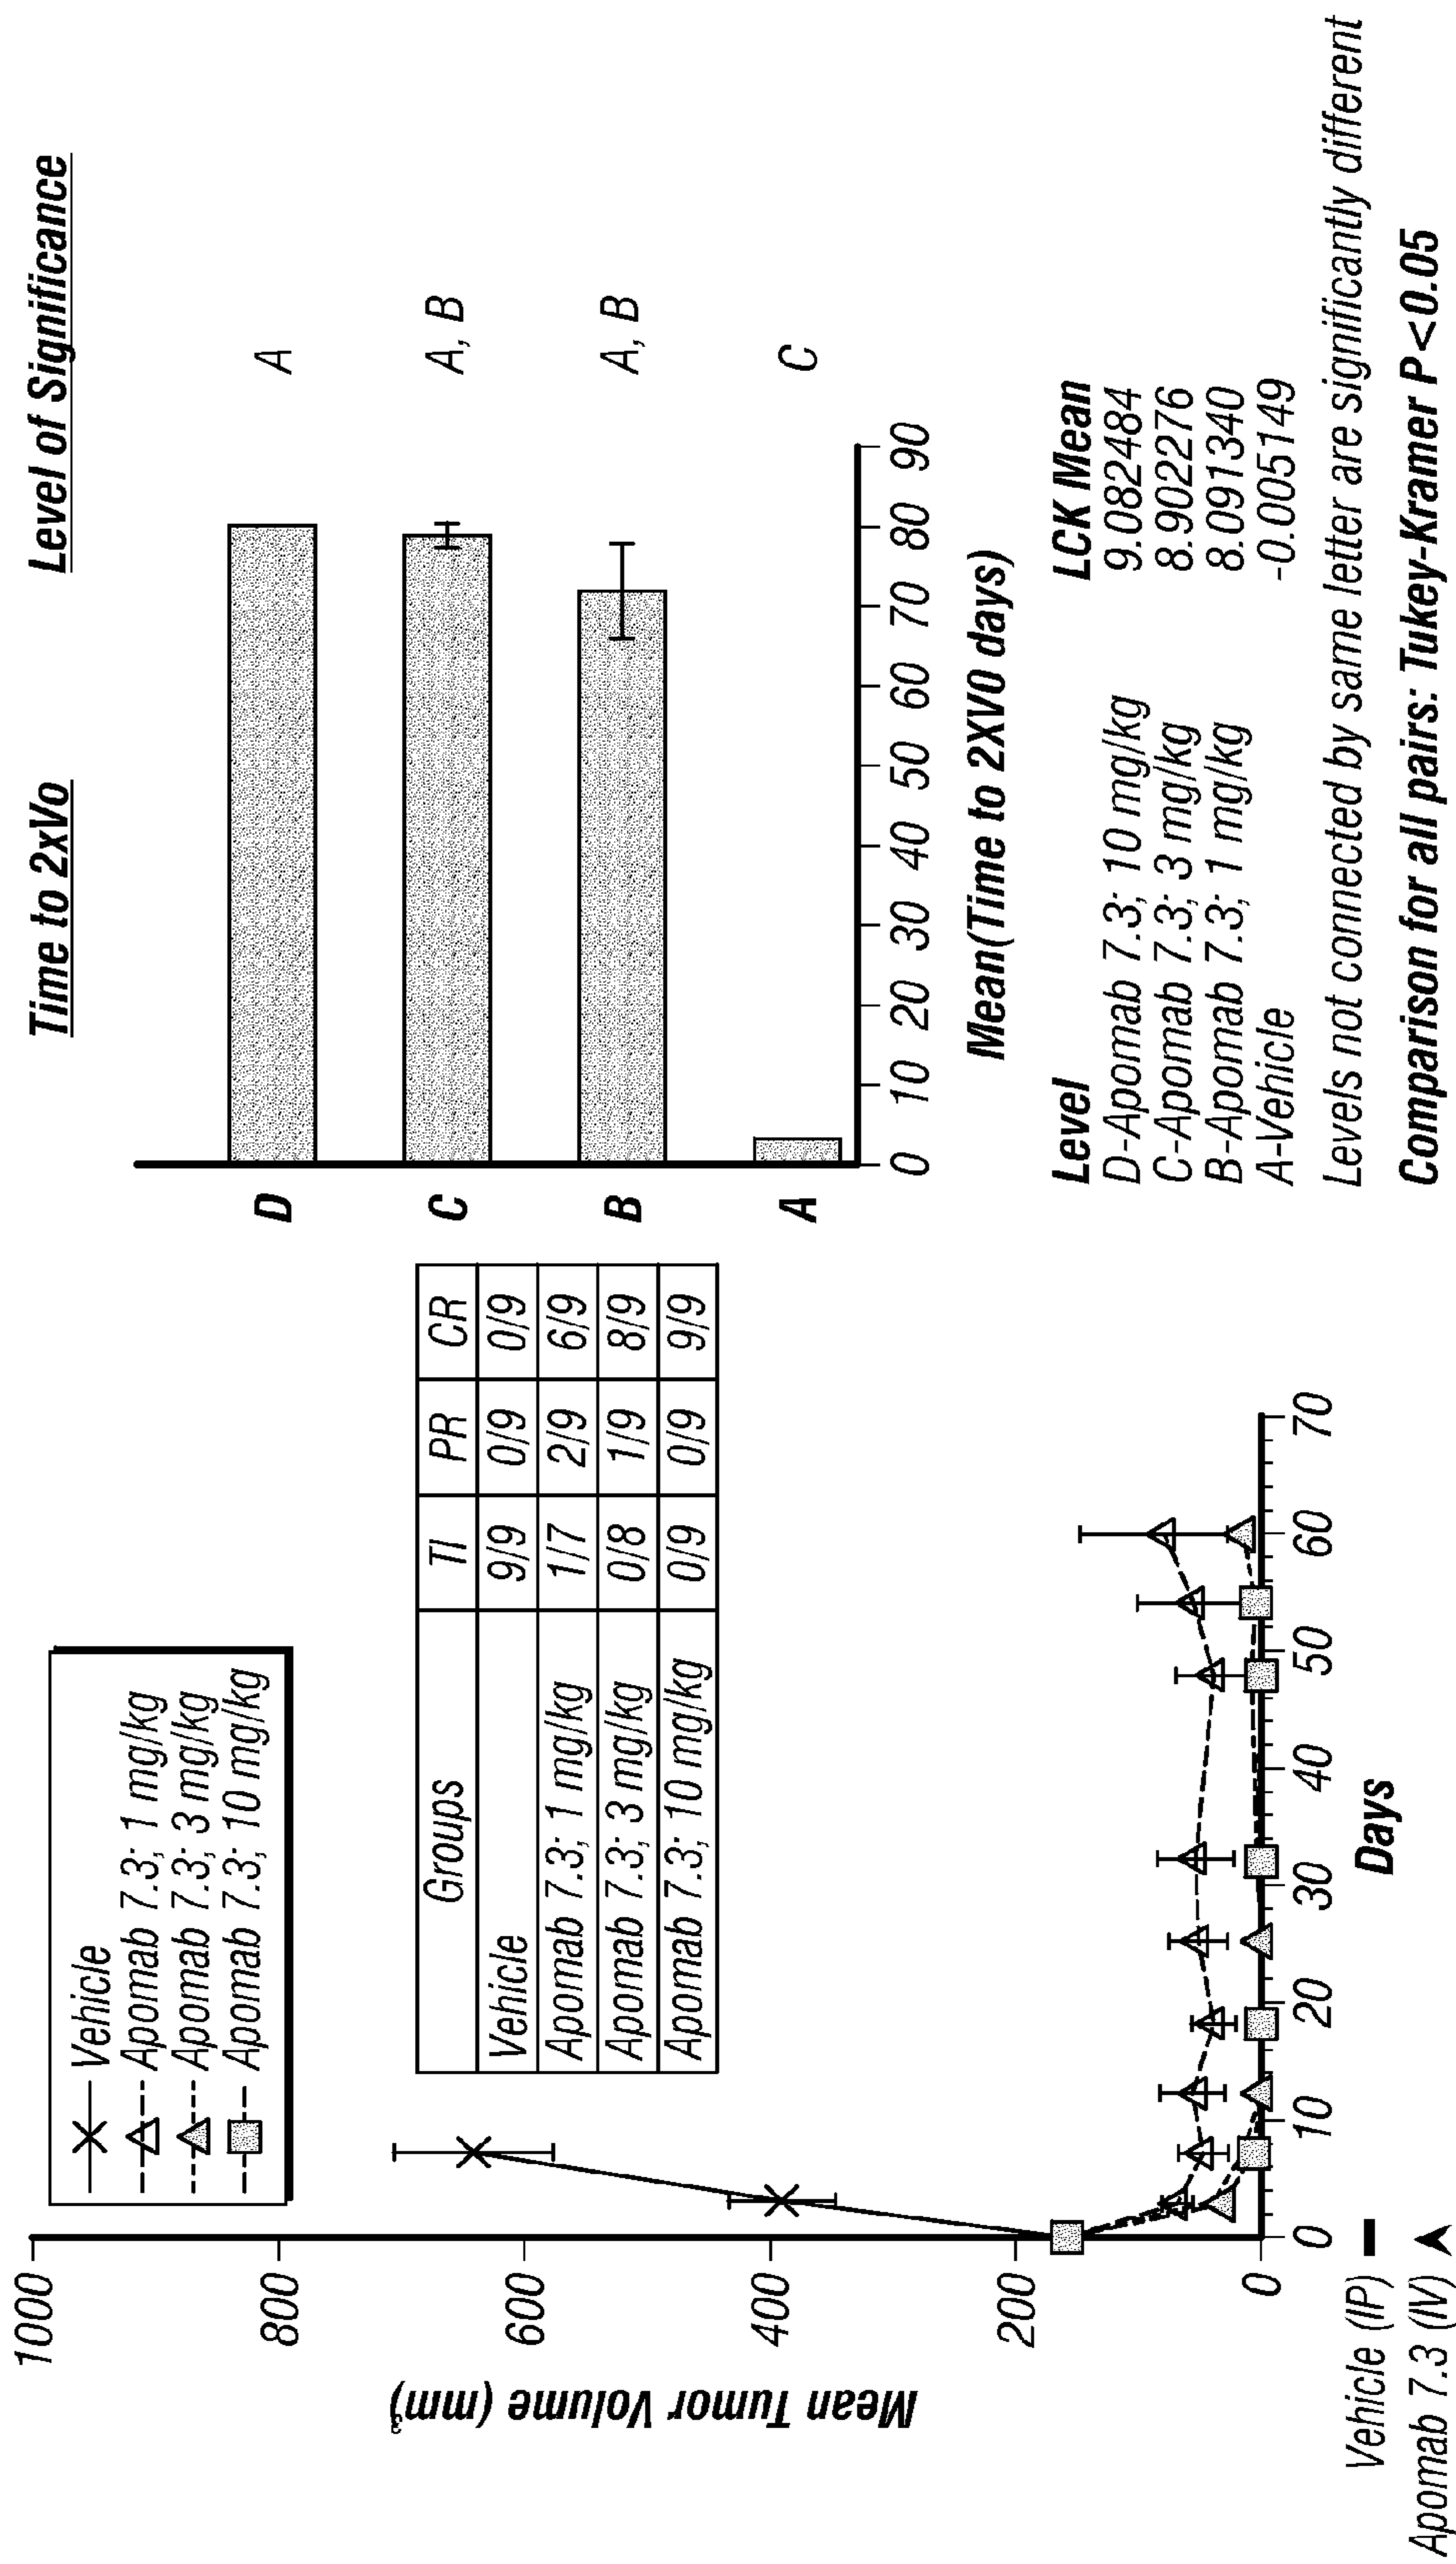 1000
800
600
400
200
0
Mean Tumor Volume (mm3)
Vehicle
Apomab 7.3; 1 mg/kg
Apomab 7.3; 3 mg/kg
Apomab 7.3; 10 mg/kg
Groups TI PR CR
Vehicle 9/9 0/9 0/9
Apomab 7.3; 1 mg/kg 1/7 2/9 6/9
Apomab 7.3; 3 mg/kg 0/8 1/9 8/9
Apomab 7.3; 10 mg/kg 0/9 0/9 9/9
0 10 20 30 40 50 60 70
Days
Vehicle (IP)
Apomab 7.3 (IV)
Time to 2xVo Level of Significance
D A
C A, B
B A, B
A C
0 10 20 30 40 50 60 70 80 90
Mean(Time to 2XV0 days)
Level LCK Mean
D-Apomab 7.3; 10 mg/kg 9.082484
C-Apomab 7.3; 3 mg/kg 8.902276
B-Apomab 7.3; 1 mg/kg 8.091340
A-Vehicle -0.005149
Levels not connected by same letter are significantly different
Comparison for all pairs: Tukey-Kramer P<0.05